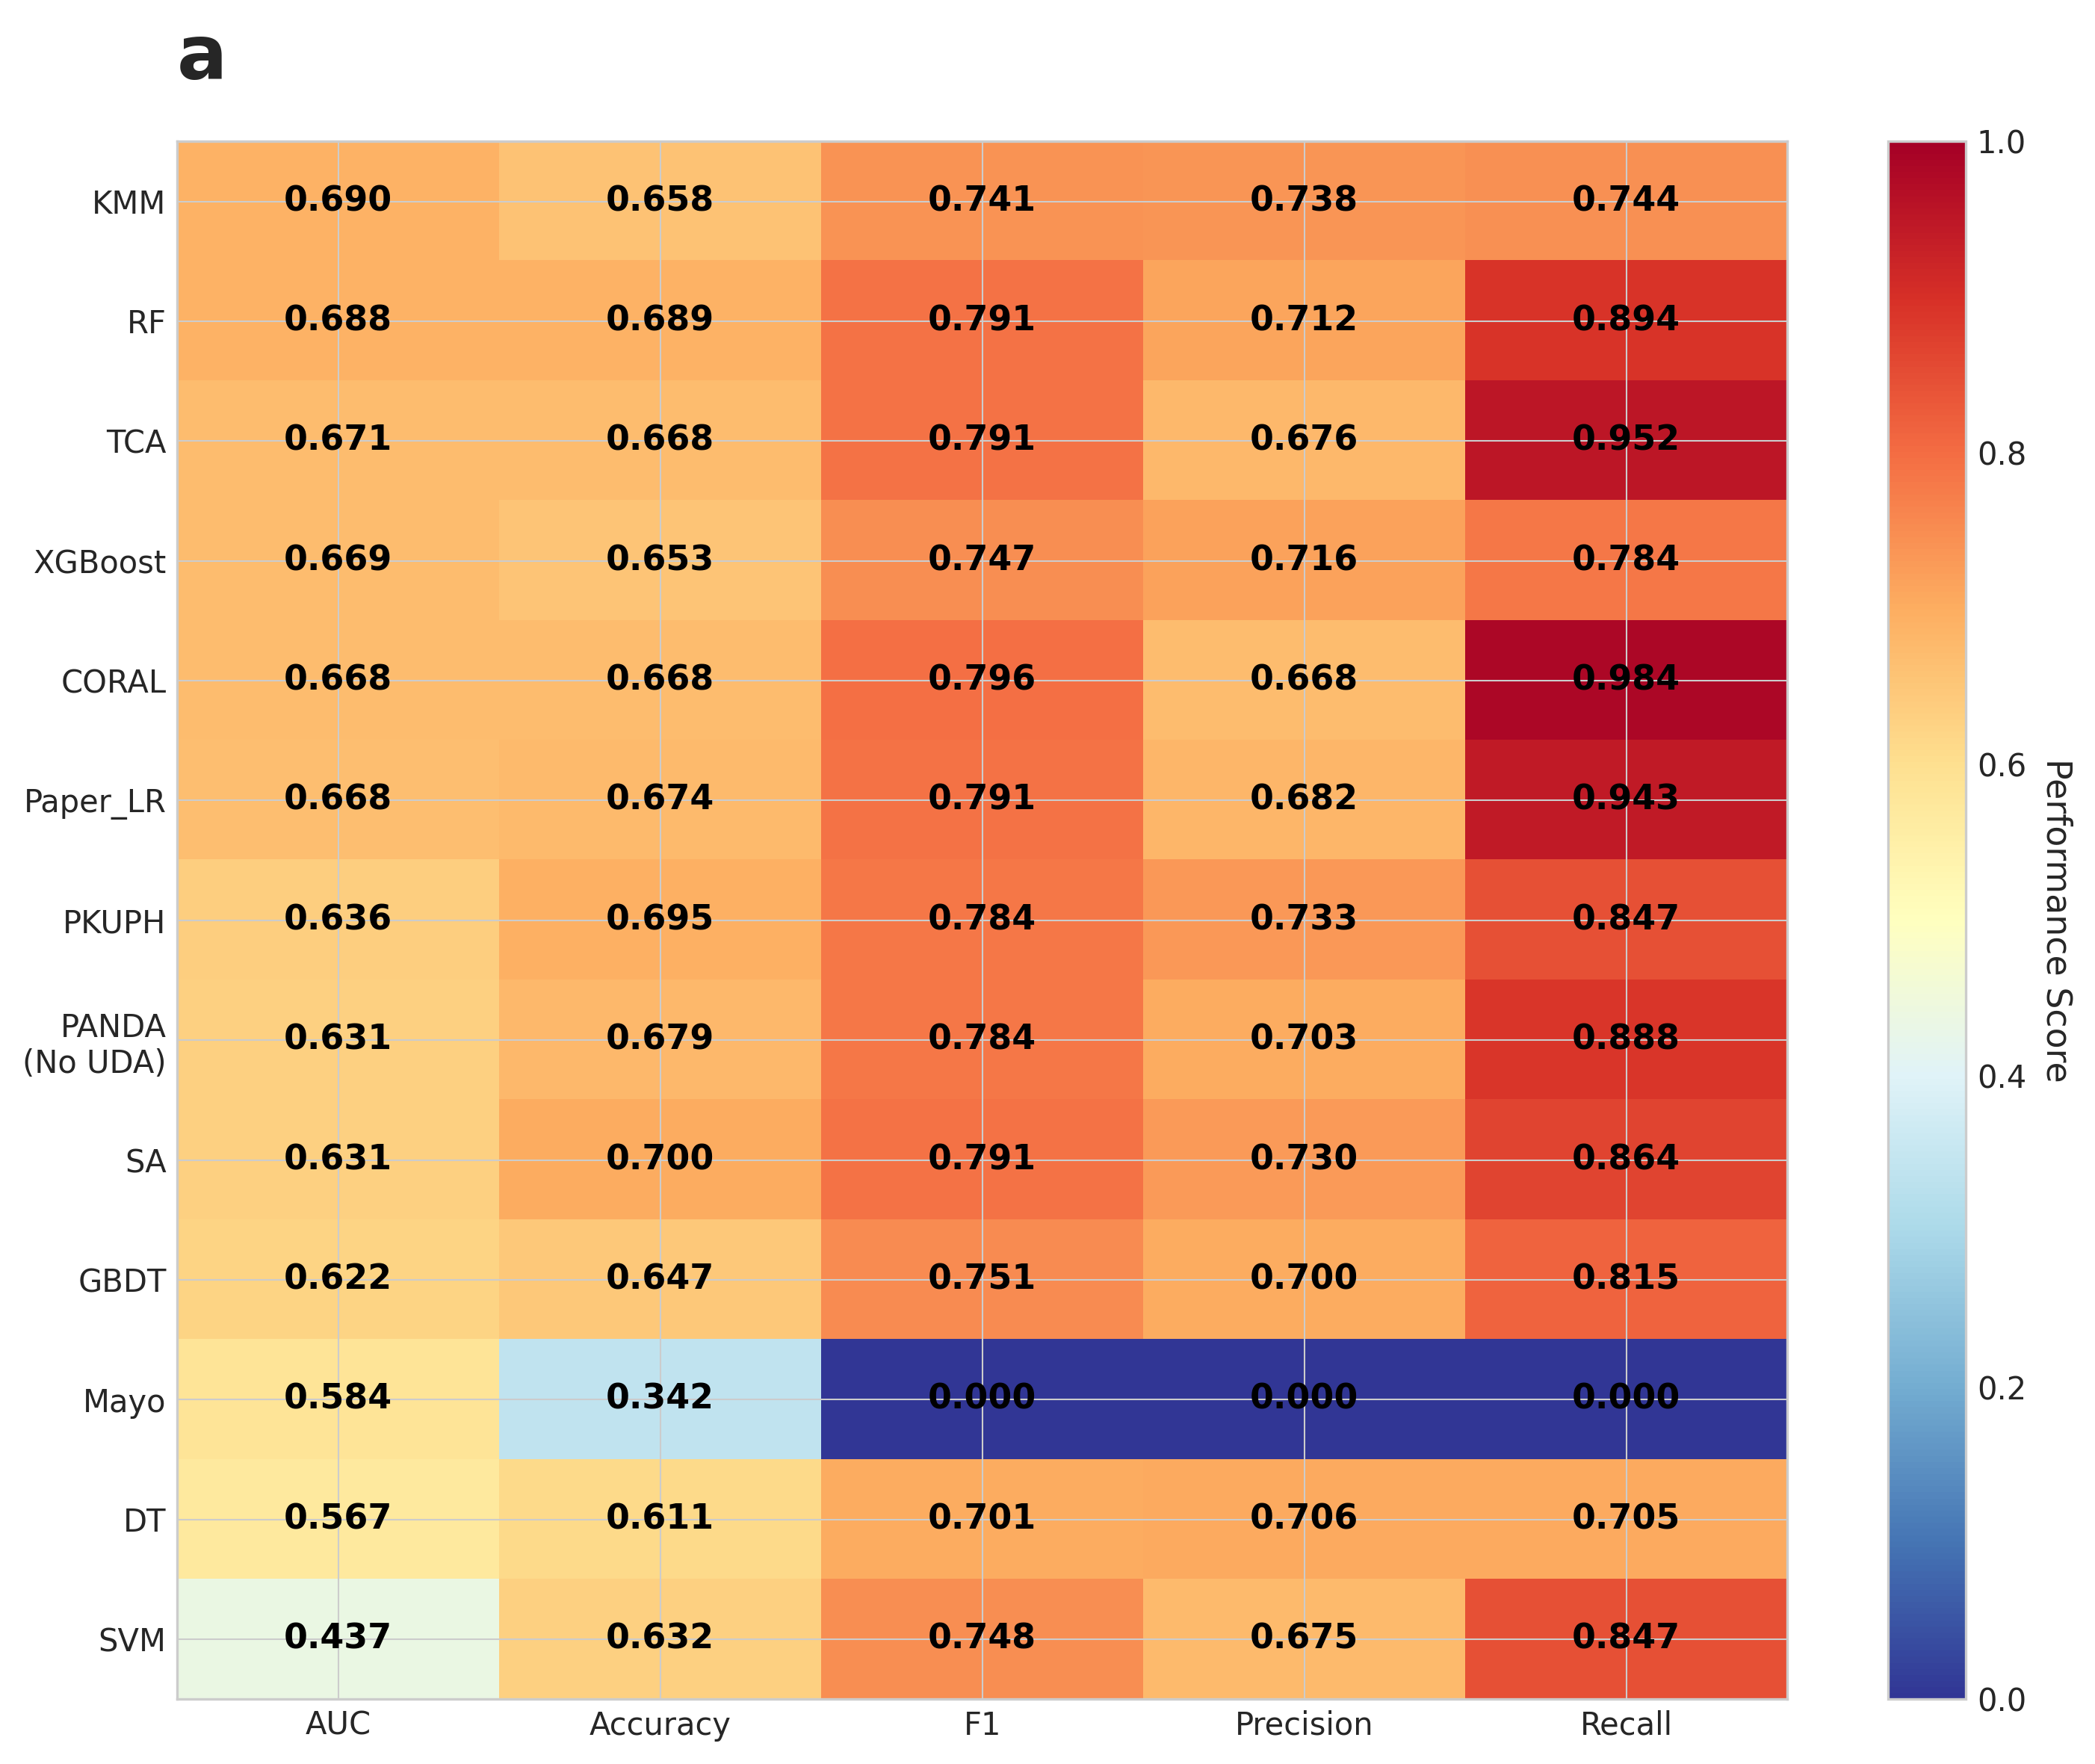 a
KMM 0.690 0.658 0.741 0.738 0.744
RF 0.688 0.689 0.791 0.712 0.894
TCA 0.671 0.668 0.791 0.676 0.952
XGBoost 0.669 0.653 0.747 0.716 0.784
CORAL 0.668 0.668 0.796 0.668 0.984
Paper_LR 0.668 0.674 0.791 0.682 0.943
PKUPH 0.636 0.695 0.784 0.733 0.847
PANDA
(No UDA) 0.631 0.679 0.784 0.703 0.888
SA 0.631 0.700 0.791 0.730 0.864
GBDT 0.622 0.647 0.751 0.700 0.815
Mayo 0.584 0.342 0.000 0.000 0.000
DT 0.567 0.611 0.701 0.706 0.705
SVM 0.437 0.632 0.748 0.675 0.847
AUC Accuracy F1 Precision Recall
1.0
0.8
0.6
0.4
0.2
0.0
Performance Score